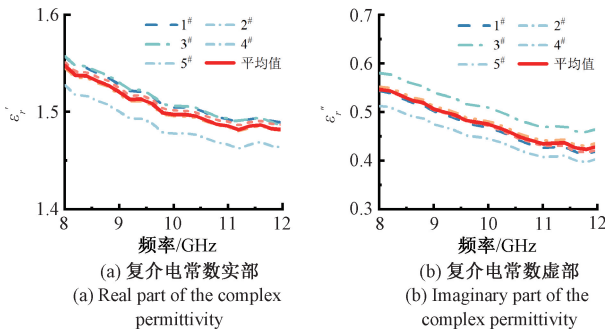 1.6
1.5
1.4
εr′
1# 2#
3# 4#
5# 平均值
8 9 10 11 12
频率/GHz
(a) 复介电常数实部
(a) Real part of the complex
permittivity
0.7
0.6
0.5
0.4
0.3
εr″
1# 2#
3# 4#
5# 平均值
8 9 10 11 12
频率/GHz
(b) 复介电常数虚部
(b) Imaginary part of
the complex permittivity